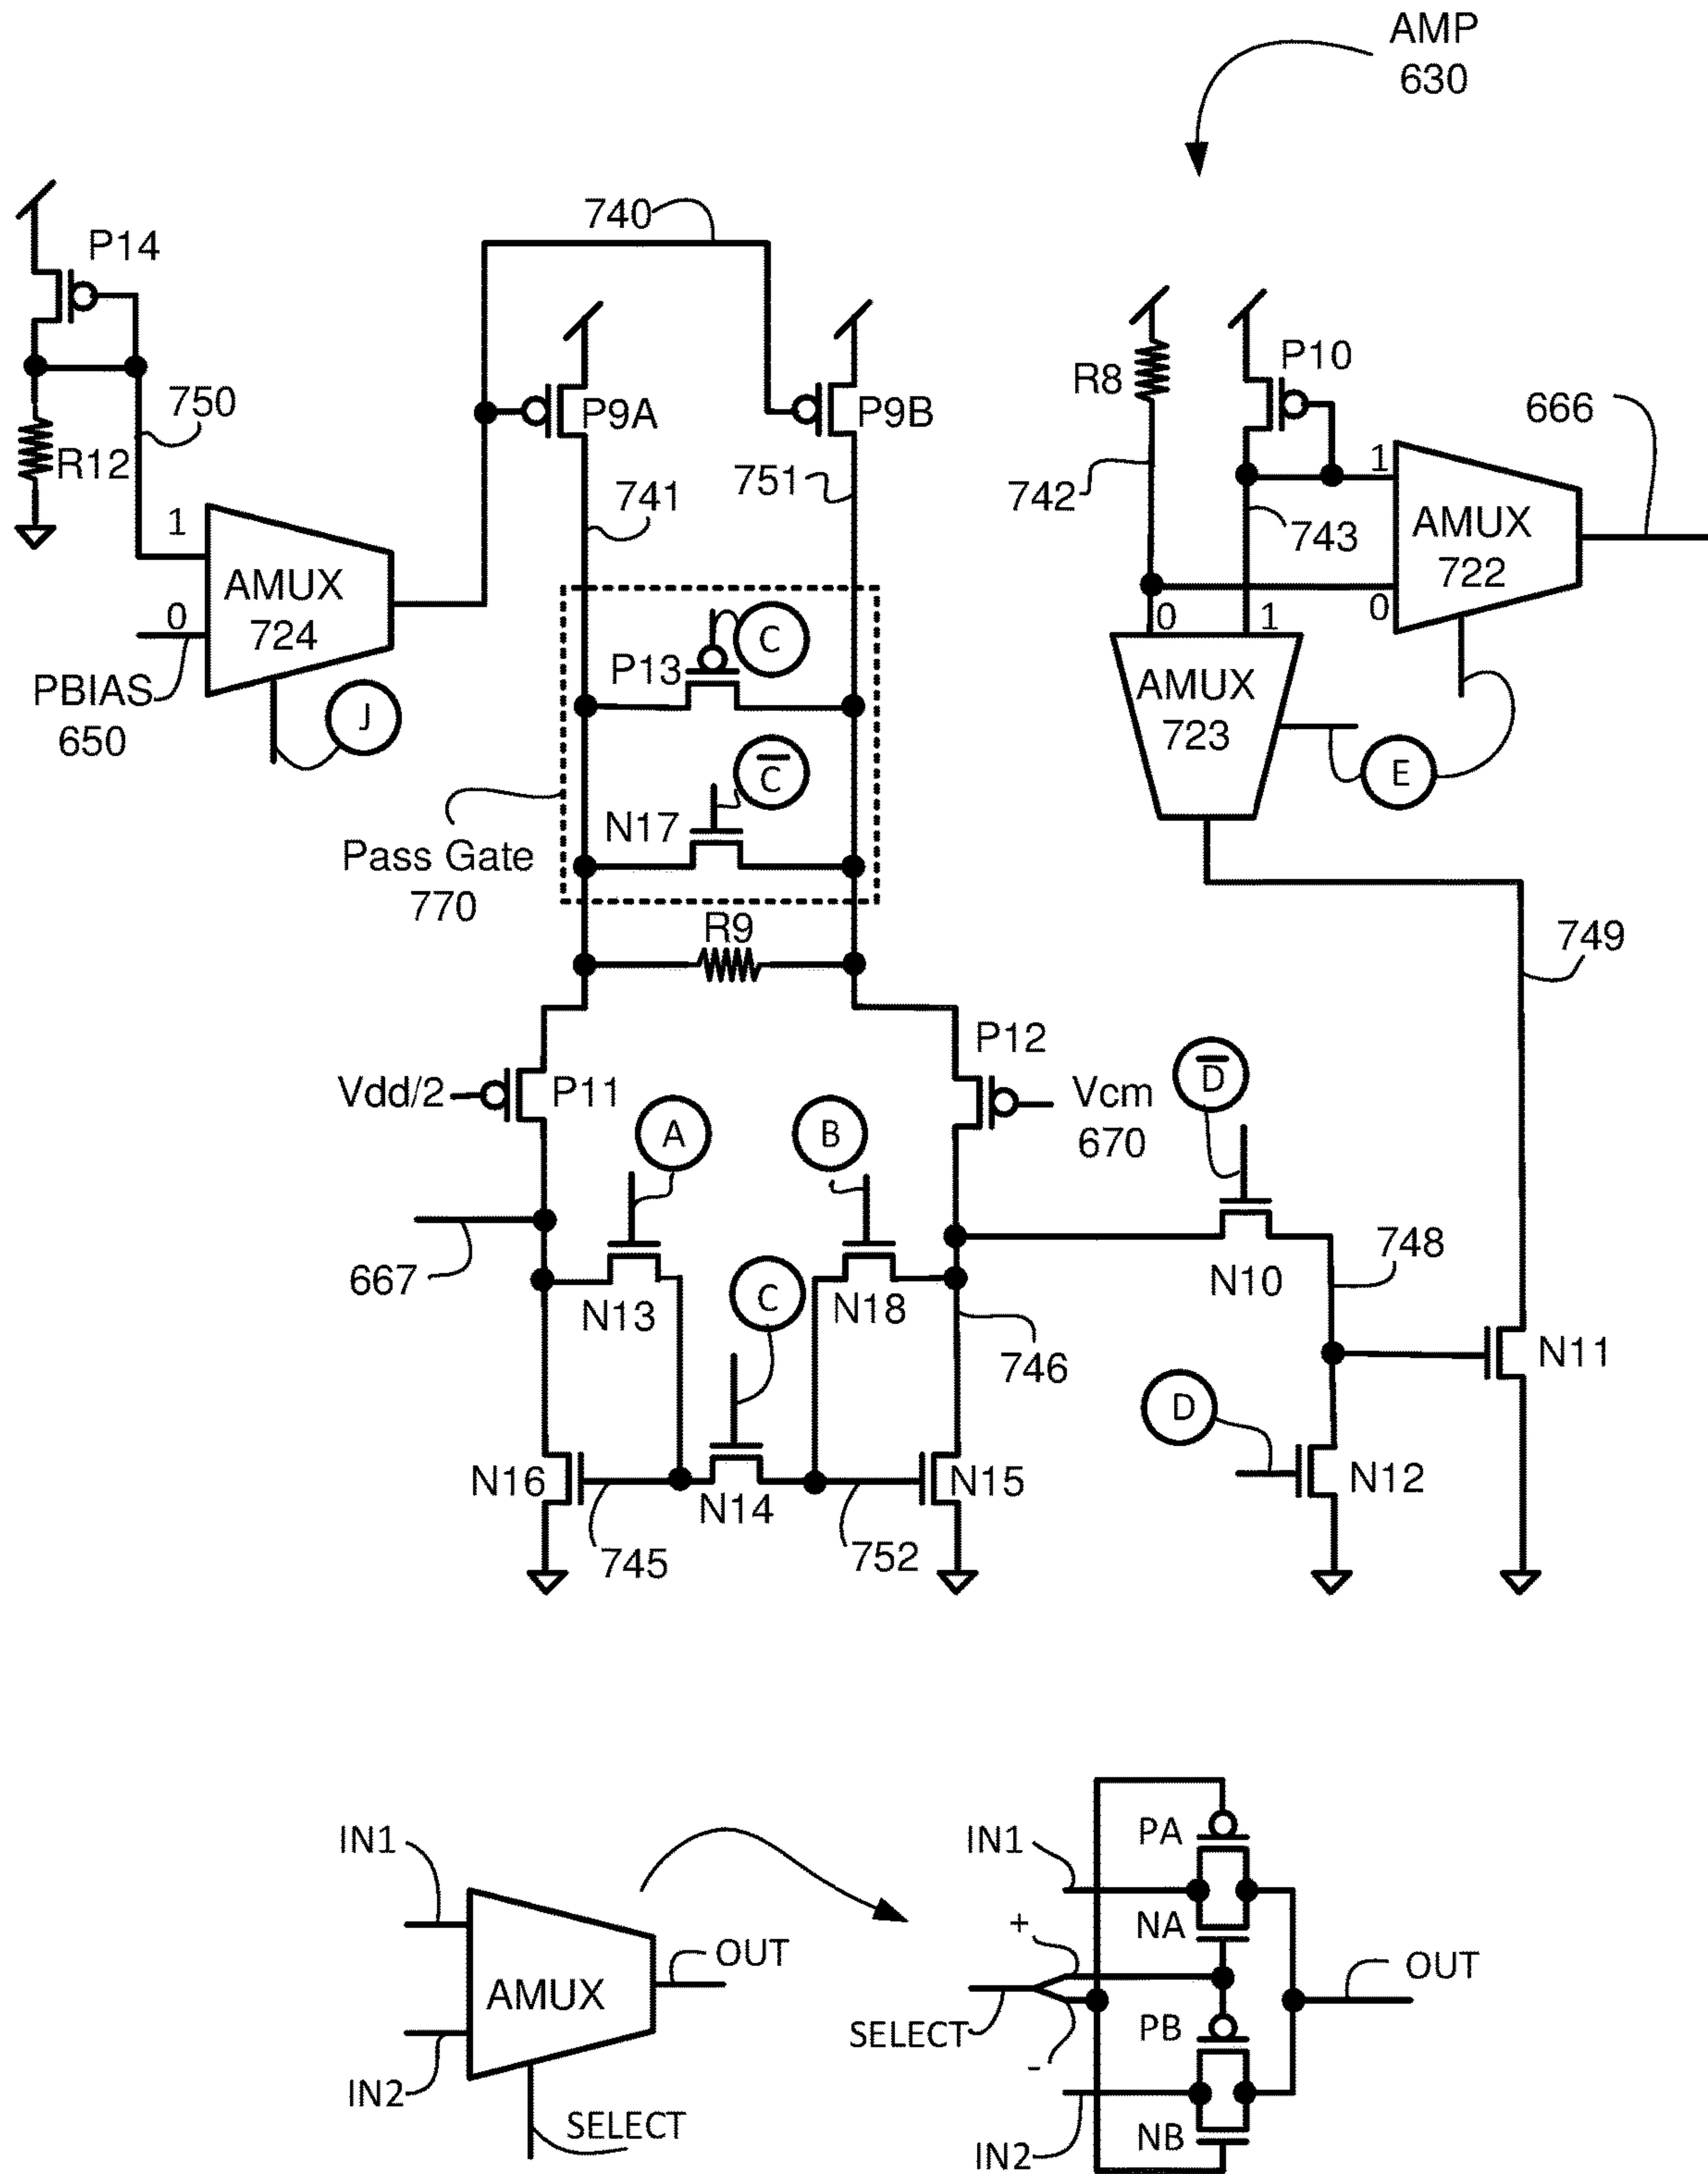 AMP
630
740
P14
P10
R8
666
P9A
P9B
750
R12
741
751
742
743
1
AMUX
722
0
1
AMUX
724
0
PBIAS
650
J
0
1
AMUX
723
E
P13
C
C̅
N17
Pass Gate
770
R9
749
P12
Vdd/2
P11
Vcm
670
D̅
A
B
748
667
N13
C
N18
N10
746
N11
D
N16
N14
N15
N12
745
752
IN1
AMUX
OUT
IN2
SELECT
IN1
PA
NA
+
OUT
SELECT
PB
-
NB
IN2